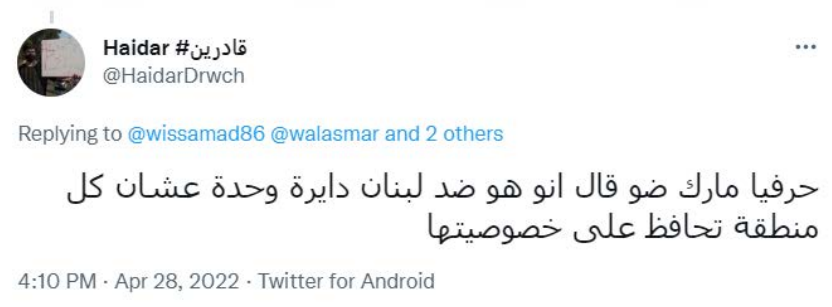 Haidar #قادرين
@HaidarDrwch
Replying to @wissamad86 @walasmar and 2 others
حرفيا مارك ضو قال انو هو ضد لبنان دايرة وحدة عشان كل
منطقة تحافظ على خصوصيتها
4:10 PM · Apr 28, 2022 · Twitter for Android